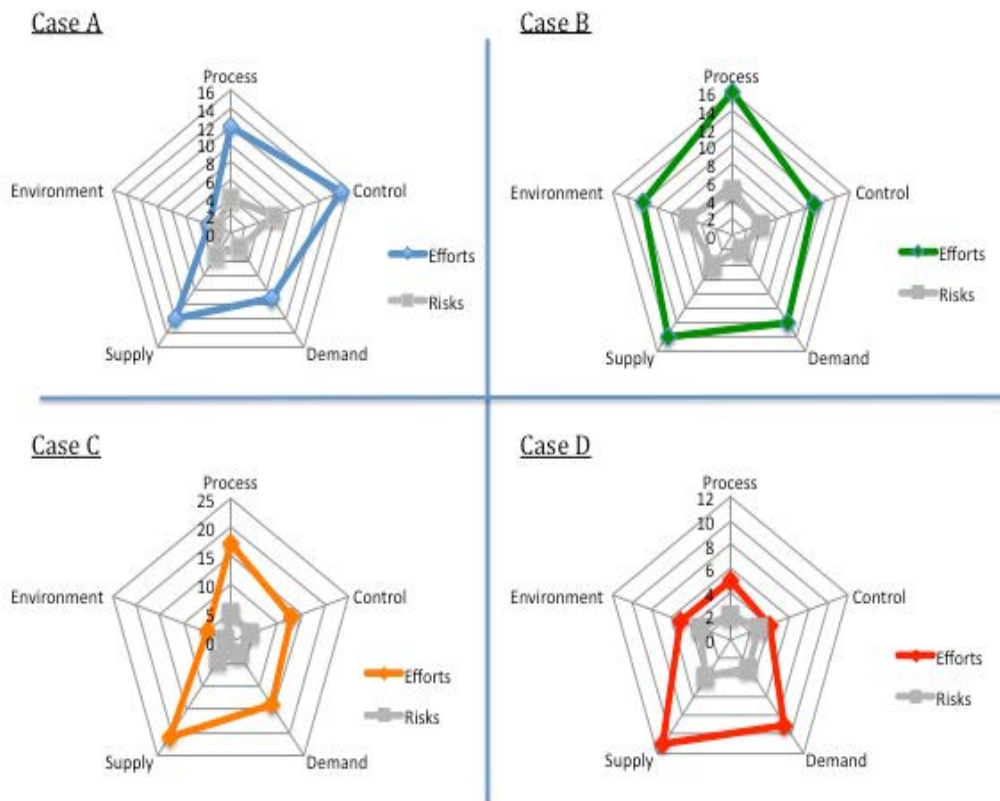 Case A
Process
16
14
12
10
8
6
4
2
0
Environment
Control
Supply
Demand
Efforts
Risks
Case B
Process
16
14
12
10
8
6
4
2
0
Environment
Control
Supply
Demand
Efforts
Risks
Case C
Process
25
20
15
10
5
0
Environment
Control
Supply
Demand
Efforts
Risks
Case D
Process
12
10
8
6
4
2
0
Environment
Control
Supply
Demand
Efforts
Risks